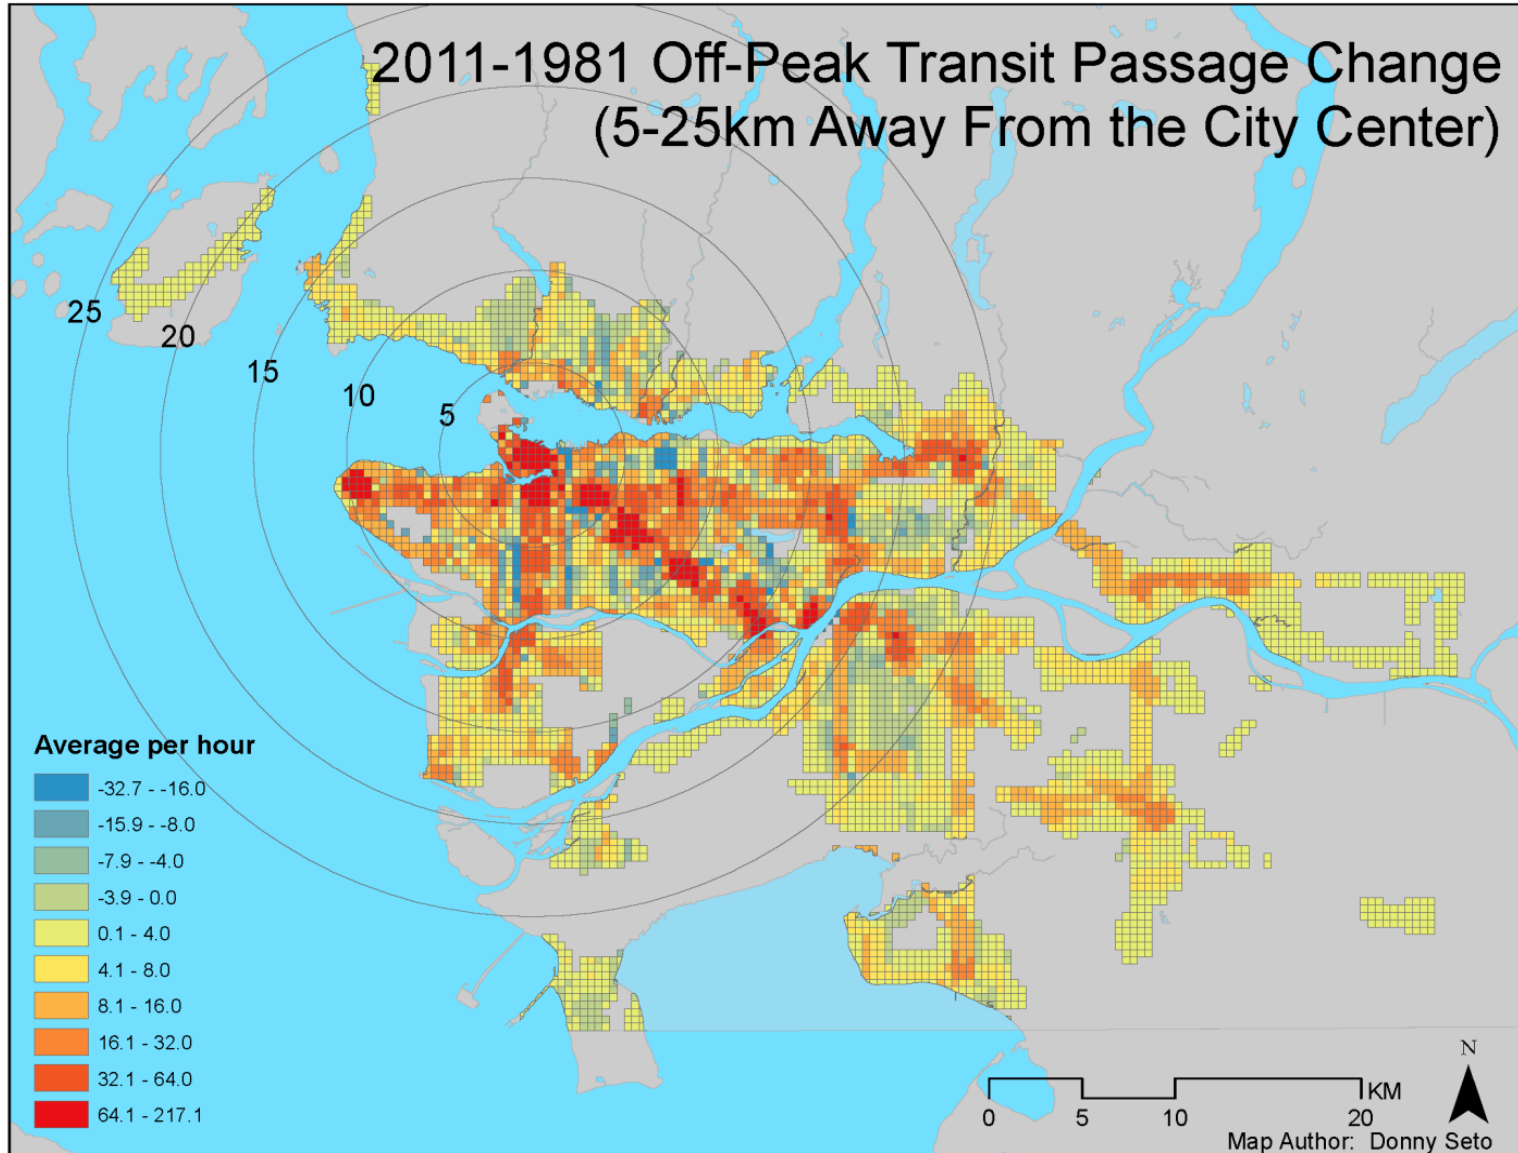 2011-1981 Off-Peak Transit Passage Change
(5-25km Away From the City Center)
25
20
15
10
5
Average per hour
-32.7 - -16.0
-15.9 - -8.0
-7.9 - -4.0
-3.9 - 0.0
0.1 - 4.0
4.1 - 8.0
8.1 - 16.0
16.1 - 32.0
32.1 - 64.0
64.1 - 217.1
N
KM
0 5 10 20
Map Author: Donny Seto